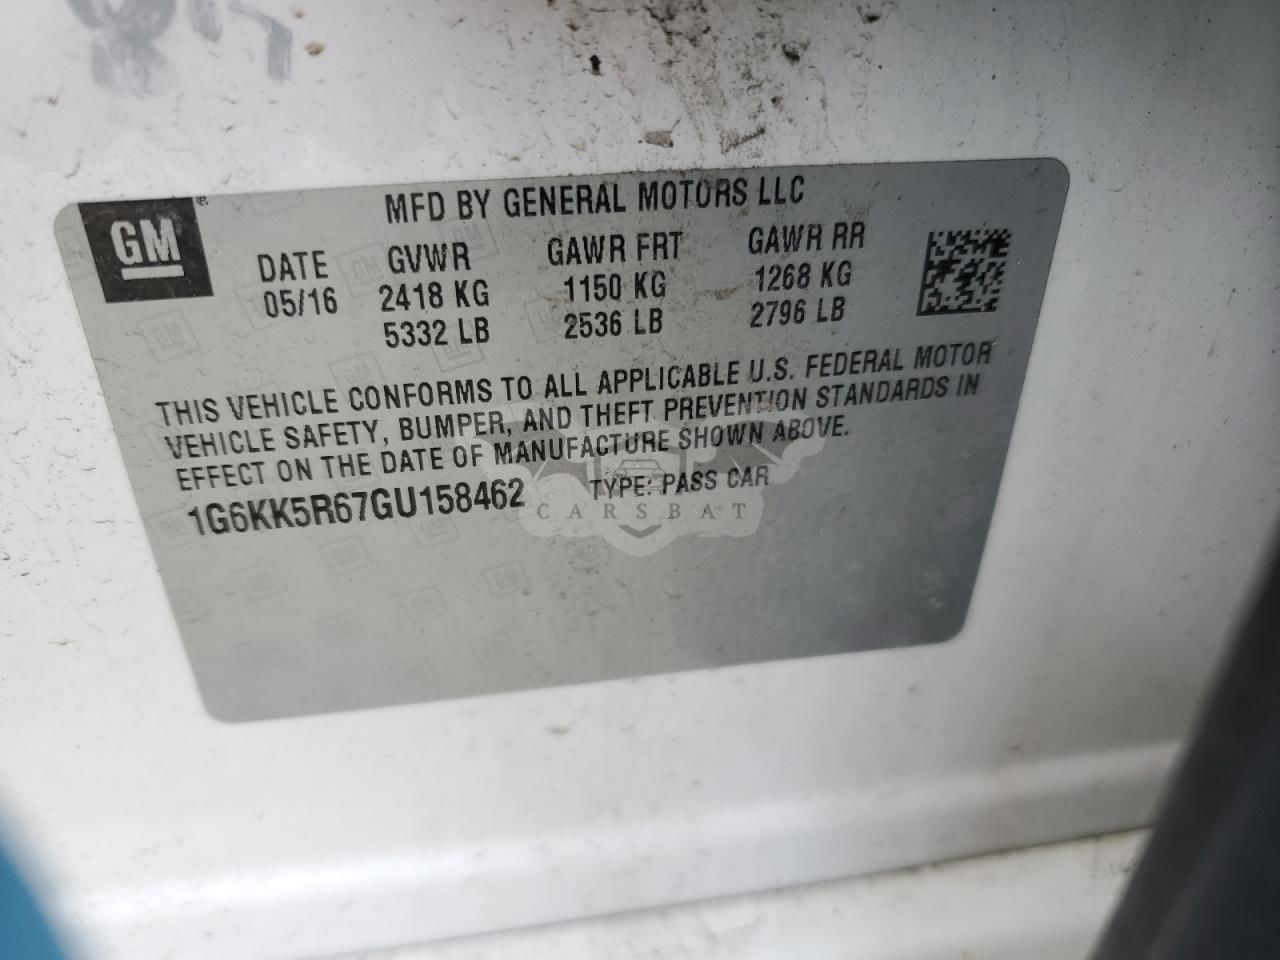 GM
MFD BY GENERAL MOTORS LLC
DATE GVWR GAWR FRT GAWR RR
05/16 2418 KG 1150 KG 1268 KG
5332 LB 2536 LB 2796 LB
THIS VEHICLE CONFORMS TO ALL APPLICABLE U.S. FEDERAL MOTOR
VEHICLE SAFETY, BUMPER, AND THEFT PREVENTION STANDARDS IN
EFFECT ON THE DATE OF MANUFACTURE SHOWN ABOVE.
1G6KK5R67GU158462 TYPE: PASS CAR
CARSBAT